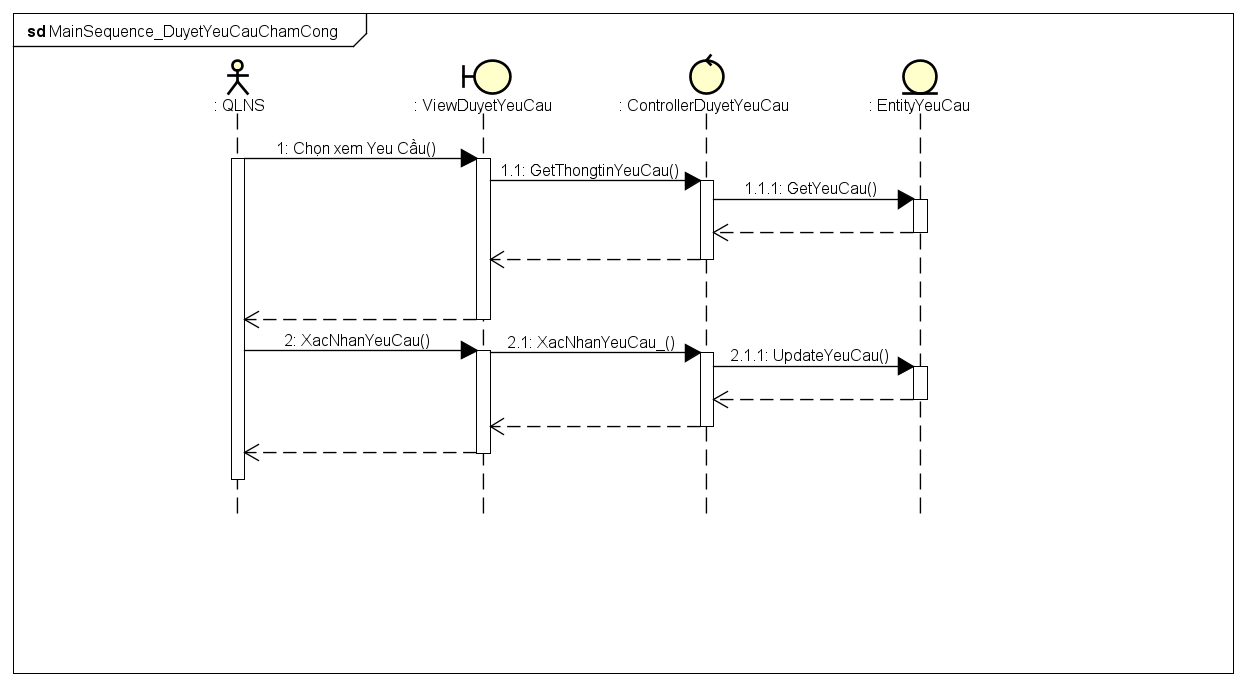 sd MainSequence_DuyetYeuCauChamCong
: QLNS
: ViewDuyetYeuCau
: ControllerDuyetYeuCau
: EntityYeuCau
1: Chọn xem Yeu Cầu()
1.1: GetThongtinYeuCau()
1.1.1: GetYeuCau()
2: XacNhanYeuCau()
2.1: XacNhanYeuCau_()
2.1.1: UpdateYeuCau()